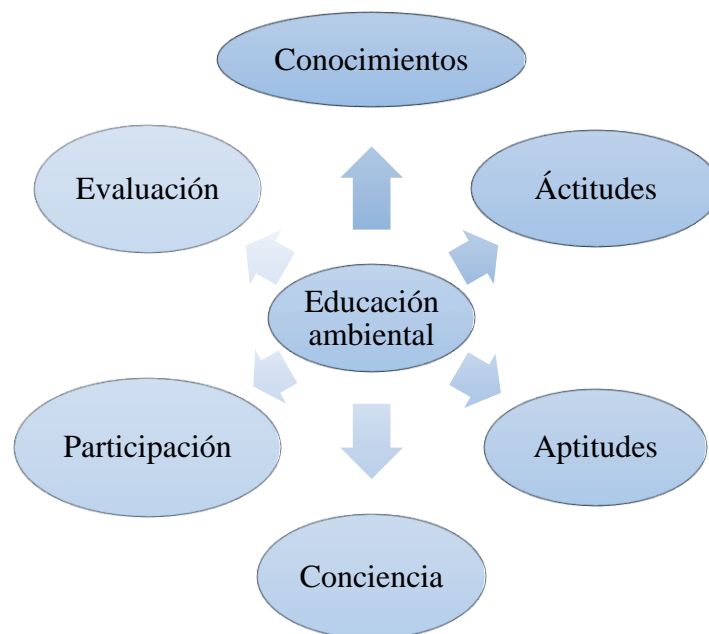 Conocimientos
Evaluación
Áctitudes
Educación
ambiental
Participación
Aptitudes
Conciencia